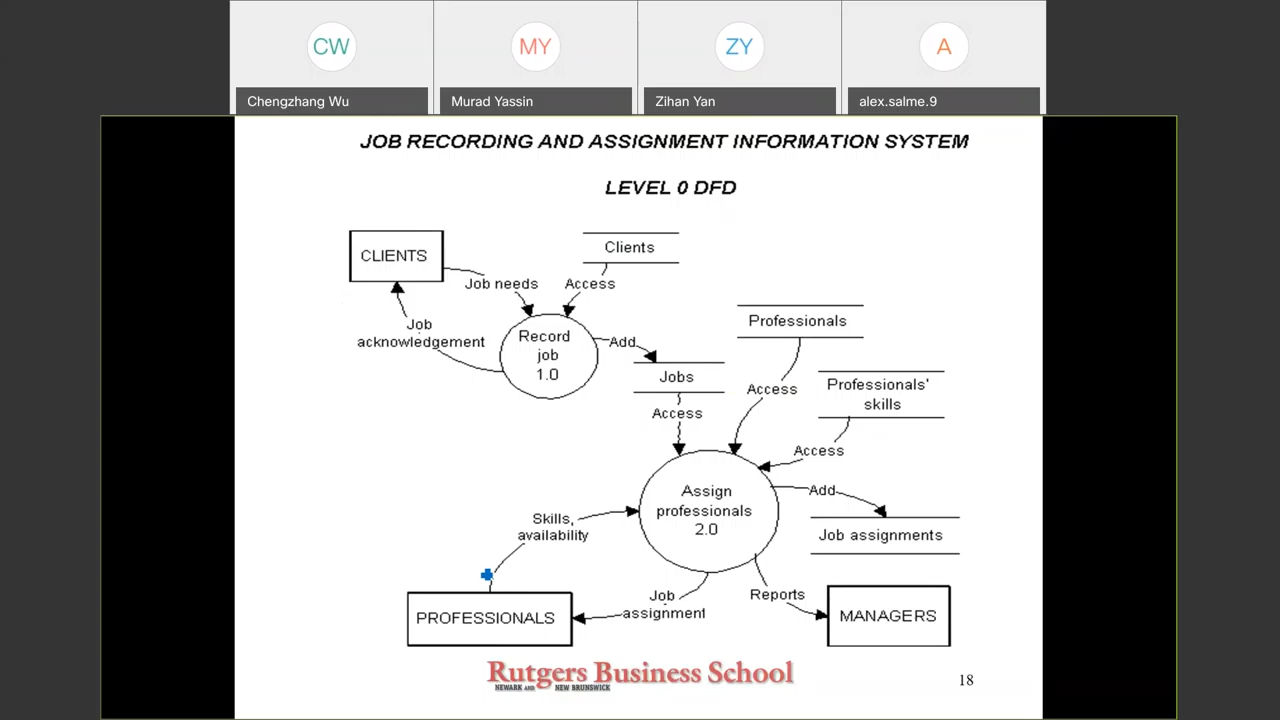 CW
MY
ZY
A
Chengzhang Wu
Murad Yassin
Zihan Yan
alex.salme.9
JOB RECORDING AND ASSIGNMENT INFORMATION SYSTEM
LEVEL 0 DFD
CLIENTS
Clients
Job needs
Access
Job
acknowledgement
Record
job
1.0
Add
Professionals
Jobs
Access
Access
Professionals'
skills
Access
Assign
professionals
2.0
Add
Skills,
availability
Job assignments
PROFESSIONALS
Job
assignment
Reports
MANAGERS
Rutgers Business School
NEWARK AND NEW BRUNSWICK
18